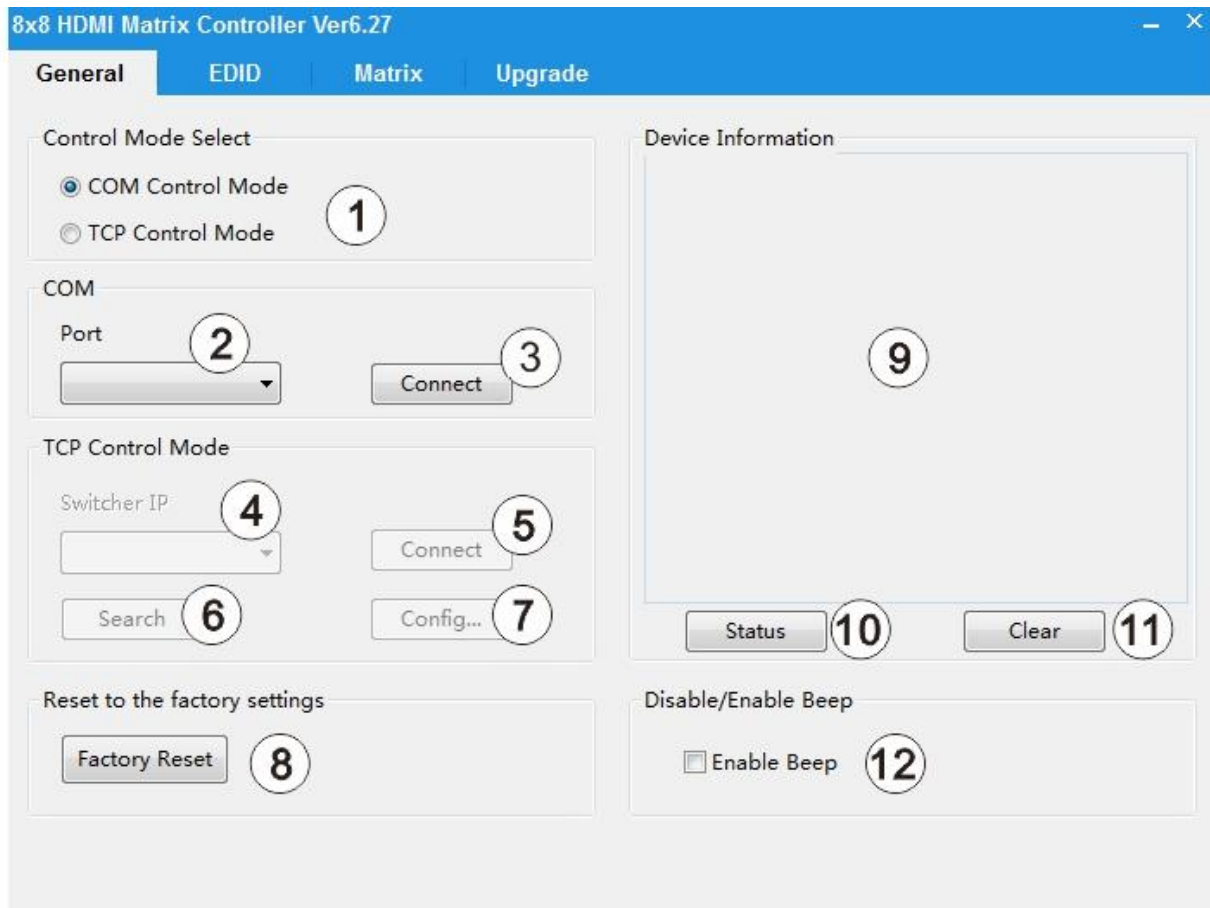 8x8 HDMI Matrix Controller Ver6.27
General EDID Matrix Upgrade
Control Mode Select
COM Control Mode
TCP Control Mode
1
COM
Port
2
Connect
3
TCP Control Mode
Switcher IP
4
Connect
5
Search
6
Config...
7
Reset to the factory settings
Factory Reset
8
Device Information
9
Status
10
Clear
11
Disable/Enable Beep
Enable Beep
12